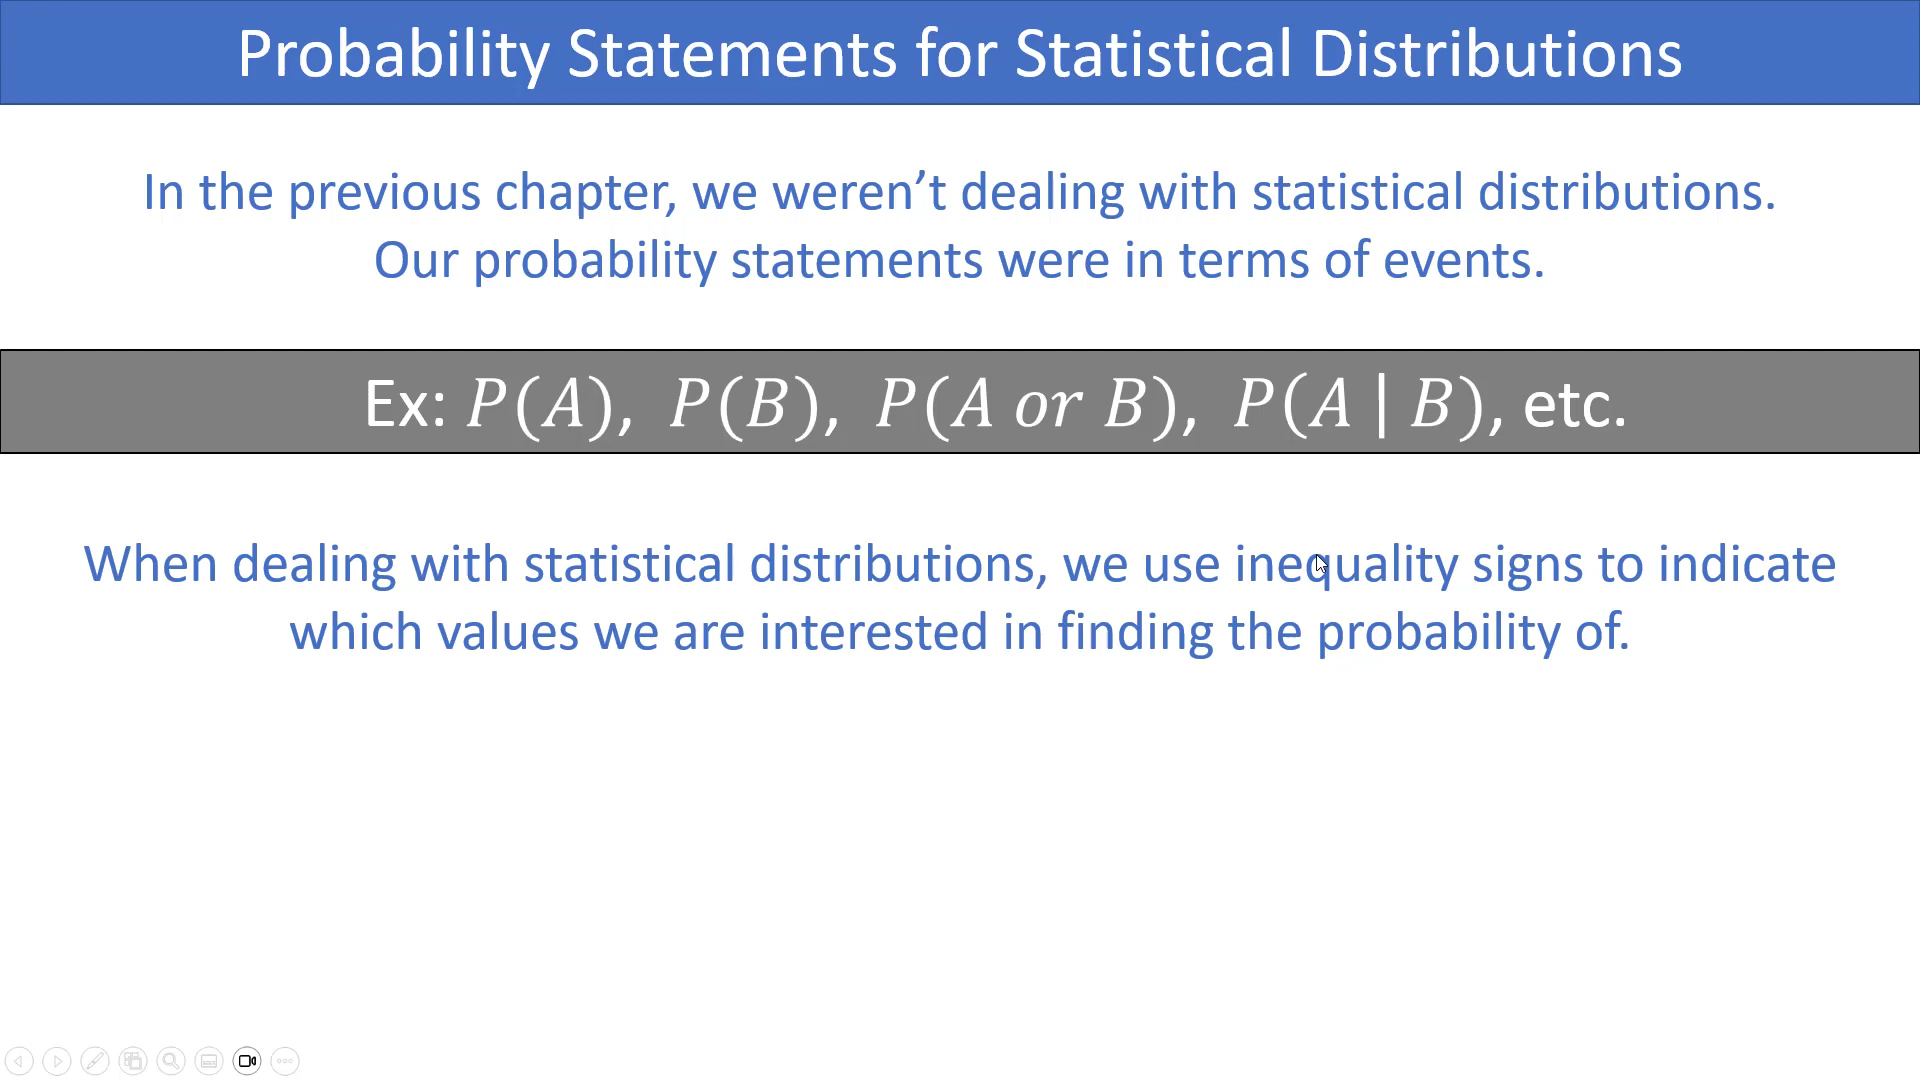 Probability Statements for Statistical Distributions
In the previous chapter, we weren’t dealing with statistical distributions.
Our probability statements were in terms of events.
Ex: P(A), P(B), P(A or B), P(A | B), etc.
When dealing with statistical distributions, we use inequality signs to indicate
which values we are interested in finding the probability of.